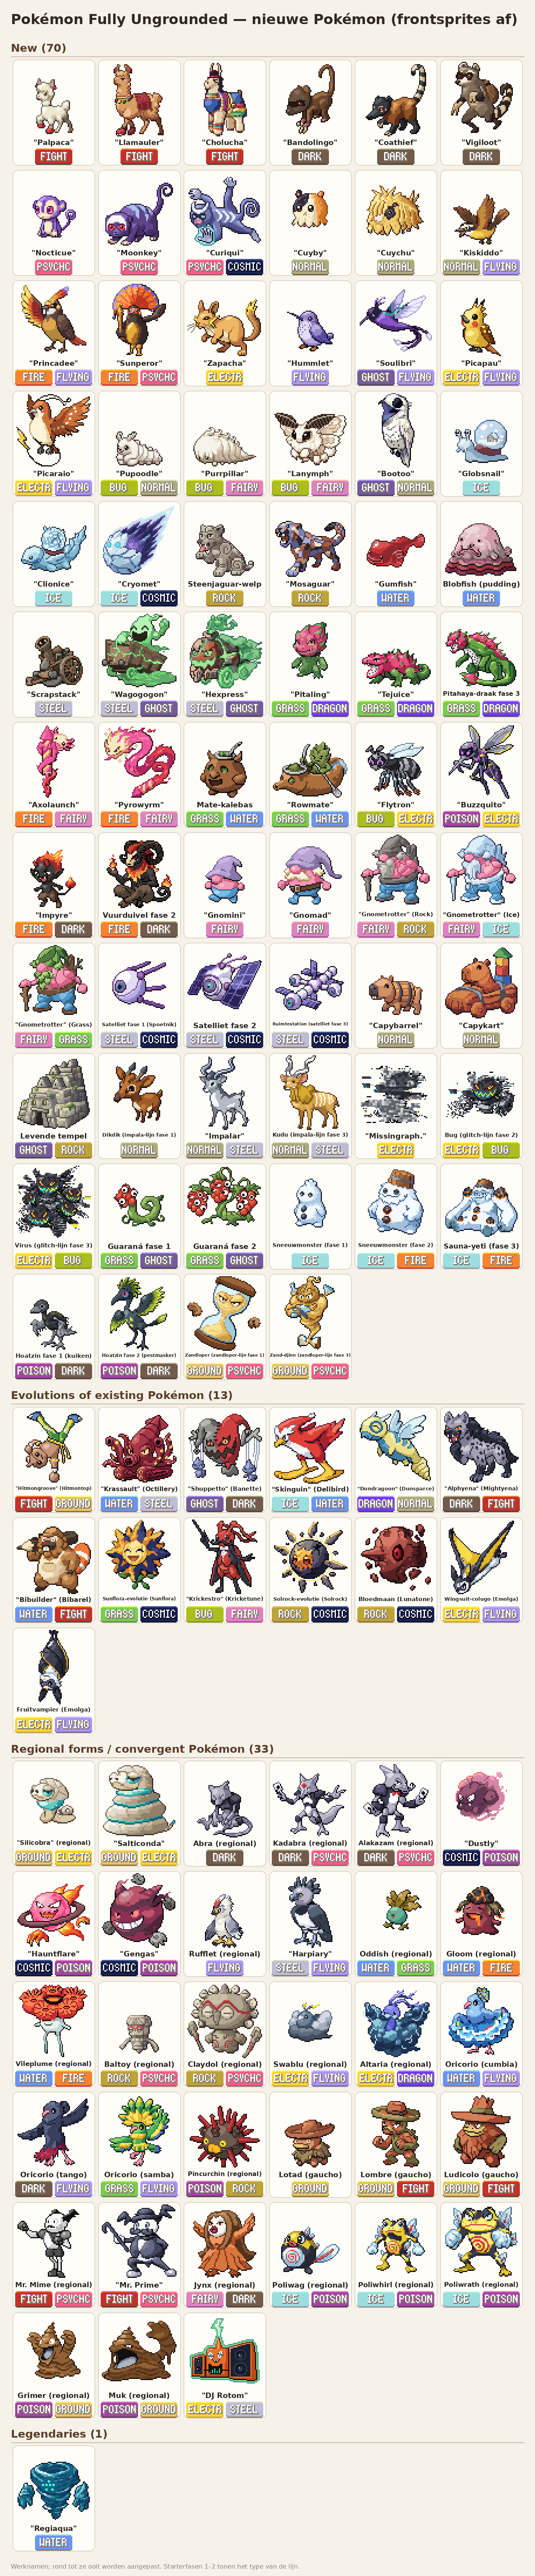 Pokémon Fully Ungrounded — nieuwe Pokémon (frontsprites af)
New (70)
"Palpaca" "Llamauler" "Cholucha" "Bandolingo" "Coathief" "Vigiloot"
FIGHT FIGHT FIGHT DARK DARK DARK
"Nocticue" "Moonkey" "Curiqui" "Cuyby" "Cuychu" "Kiskiddo"
PSYCHC PSYCHC PSYCHC COSMIC NORMAL NORMAL NORMAL FLYING
"Princadee" "Sunperor" "Zapacha" "Hummlet" "Soulibri" "Picapau"
FIRE FLYING FIRE PSYCHC ELECTR FLYING GHOST FLYING ELECTR FLYING
"Picaraio" "Pupoodle" "Purrpillar" "Lanymph" "Bootoo" "Globsnail"
ELECTR FLYING BUG NORMAL BUG FAIRY BUG FAIRY GHOST NORMAL ICE
"Clionice" "Cryomet" Steenjaguar-welp "Mosaguar" "Gumfish" Blobfish (pudding)
ICE ICE COSMIC ROCK ROCK WATER WATER
"Scrapstack" "Wagogogon" "Hexpress" "Pitaling" "Tejuice" Pitahaya-draak fase 3
STEEL STEEL GHOST STEEL GHOST GRASS DRAGON GRASS DRAGON GRASS DRAGON
"Axolaunch" "Pyrowyrm" Mate-kalebas "Rowmate" "Flytron" "Buzzquito"
FIRE FAIRY FIRE FAIRY GRASS WATER GRASS WATER BUG ELECTR POISON ELECTR
"Impyre" Vuurduivel fase 2 "Gnomini" "Gnomad" "Gnometrotter" (Rock) "Gnometrotter" (Ice)
FIRE DARK FIRE DARK FAIRY FAIRY FAIRY ROCK FAIRY ICE
"Gnometrotter" (Grass) Satelliet fase 1 (Spoetnik) Satelliet fase 2 Ruimtestation (satelliet fase 3) "Capybarrel" "Capykart"
FAIRY GRASS STEEL COSMIC STEEL COSMIC STEEL COSMIC NORMAL NORMAL
Levende tempel Dikdik (impala-lijn fase 1) "Impalar" Kudu (impala-lijn fase 3) "Missingraph." Bug (glitch-lijn fase 2)
GHOST ROCK NORMAL NORMAL STEEL NORMAL STEEL ELECTR ELECTR BUG
Virus (glitch-lijn fase 3) Guaraná fase 1 Guaraná fase 2 Sneeuwmonster (fase 1) Sneeuwmonster (fase 2) Sauna-yeti (fase 3)
ELECTR BUG GRASS GHOST GRASS GHOST ICE ICE FIRE ICE FIRE
Hoatzin fase 1 (kuiken) Hoatzin fase 2 (pestmasker) Zandloper (zandloper-lijn fase 1) Zand-djinn (zandloper-lijn fase 3)
POISON DARK POISON DARK GROUND PSYCHC GROUND PSYCHC
Evolutions of existing Pokémon (13)
"Hitmongroove" (Hitmontop) "Krassault" (Octillery) "Shuppetto" (Banette) "Skinguin" (Delibird) "Dundragoon" (Dunsparce) "Alphyena" (Mightyena)
FIGHT GROUND WATER STEEL GHOST DARK ICE WATER DRAGON NORMAL DARK FIGHT
"Bibuilder" (Bibarel) Sunflora-evolutie (Sunflora) "Krickestro" (Kricketune) Solrock-evolutie (Solrock) Bloedmaan (Lunatone) Wingsuit-colugo (Emolga)
WATER FIGHT GRASS COSMIC BUG FAIRY ROCK COSMIC ROCK COSMIC ELECTR FLYING
Fruitvampier (Emolga)
ELECTR FLYING
Regional forms / convergent Pokémon (33)
"Silicobra" (regional) "Salticonda" Abra (regional) Kadabra (regional) Alakazam (regional) "Dustly"
GROUND ELECTR GROUND ELECTR DARK DARK PSYCHC DARK PSYCHC COSMIC POISON
"Hauntflare" "Gengas" Rufflet (regional) "Harpiary" Oddish (regional) Gloom (regional)
COSMIC POISON COSMIC POISON FLYING STEEL FLYING WATER GRASS WATER FIRE
Vileplume (regional) Baltoy (regional) Claydol (regional) Swablu (regional) Altaria (regional) Oricorio (cumbia)
WATER FIRE ROCK PSYCHC ROCK PSYCHC ELECTR FLYING ELECTR DRAGON WATER FLYING
Oricorio (tango) Oricorio (samba) Pincurchin (regional) Lotad (gaucho) Lombre (gaucho) Ludicolo (gaucho)
DARK FLYING GRASS FLYING POISON ROCK GROUND GROUND FIGHT GROUND FIGHT
Mr. Mime (regional) "Mr. Prime" Jynx (regional) Poliwag (regional) Poliwhirl (regional) Poliwrath (regional)
FIGHT PSYCHC FIGHT PSYCHC FAIRY DARK ICE POISON ICE POISON ICE POISON
Grimer (regional) Muk (regional) "DJ Rotom"
POISON GROUND POISON GROUND ELECTR STEEL
Legendaries (1)
"Regiaqua"
WATER
Werknamen; rond tot ze ooit worden aangepast. Starterfasen 1–2 tonen het type van de lijn.